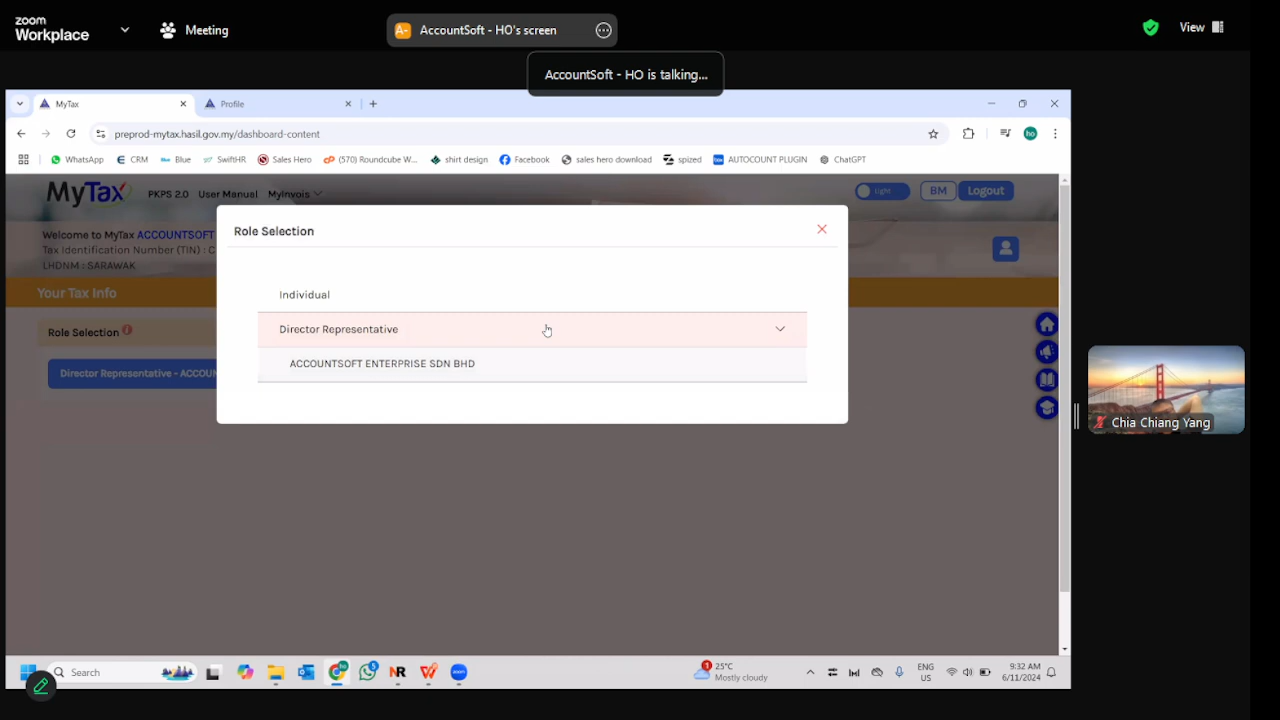 zoom
Workplace
Meeting
A- AccountSoft - HO's screen
View
AccountSoft - HO is talking...
MyTax
Profile
preprod-mytax.hasil.gov.my/dashboard-content
ho
WhatsApp CRM Blue SwiftHR Sales Hero (570) Roundcube W... shirt design Facebook sales hero download spized AUTOCOUNT PLUGIN ChatGPT
MyTax PKPS 2.0 User Manual MyInvois Light BM Logout
Role Selection
Welcome to MyTax ACCOUNTSOFT
Tax Identification Number (TIN) : C
LHDNM : SARAWAK
Your Tax Info
Individual
Role Selection
Director Representative
ACCOUNTSOFT ENTERPRISE SDN BHD
Director Representative - ACCOUN
Chia Chiang Yang
Search
5
1
25°C
Mostly cloudy
ENG
US
9:32 AM
6/11/2024